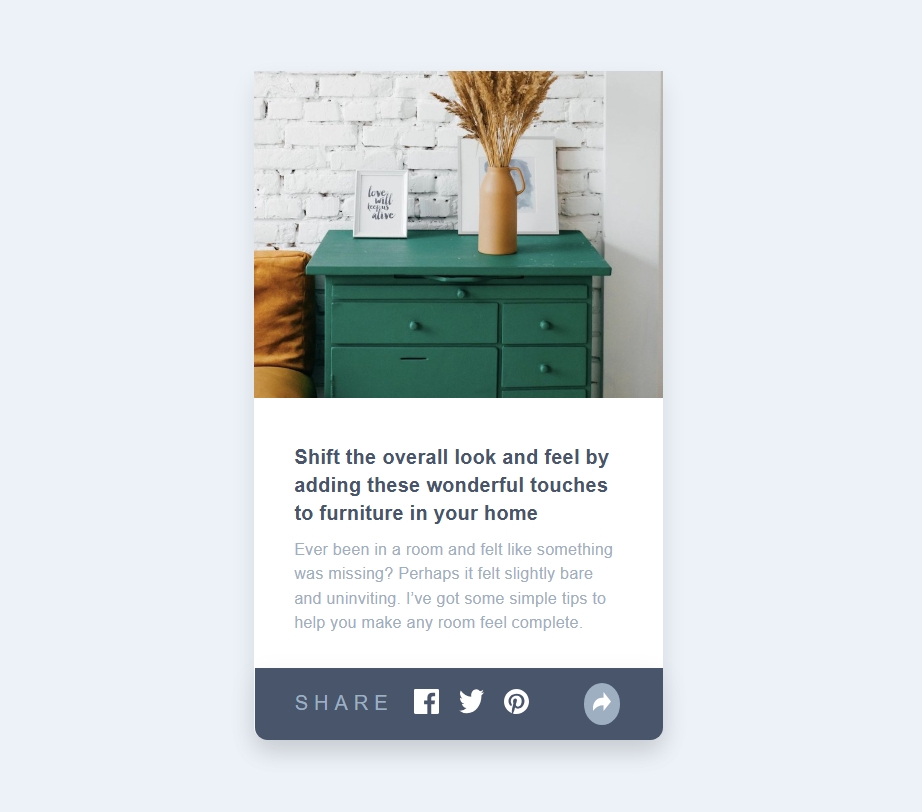 love
will
keep us
alive
Shift the overall look and feel by
adding these wonderful touches
to furniture in your home
Ever been in a room and felt like something
was missing? Perhaps it felt slightly bare
and uninviting. I’ve got some simple tips to
help you make any room feel complete.
SHARE